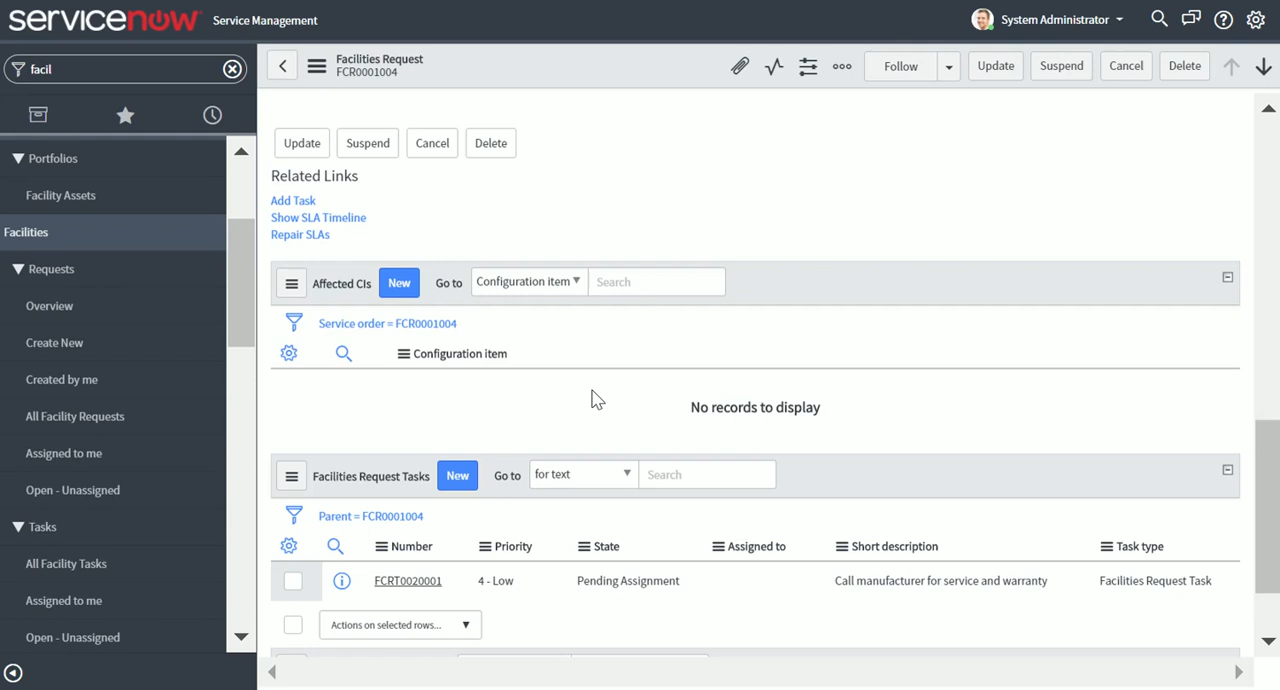 servicenow Service Management
System Administrator
facil
Facilities Request
FCR0001004
Follow Update Suspend Cancel Delete
Portfolios
Facility Assets
Facilities
Requests
Overview
Create New
Created by me
All Facility Requests
Assigned to me
Open - Unassigned
Tasks
All Facility Tasks
Assigned to me
Open - Unassigned
Update Suspend Cancel Delete
Related Links
Add Task
Show SLA Timeline
Repair SLAs
Affected CIs New Go to Configuration item Search
Service order = FCR0001004
Configuration item
No records to display
Facilities Request Tasks New Go to for text Search
Parent = FCR0001004
Number Priority State Assigned to Short description Task type
FCRT0020001 4 - Low Pending Assignment Call manufacturer for service and warranty Facilities Request Task
Actions on selected rows...